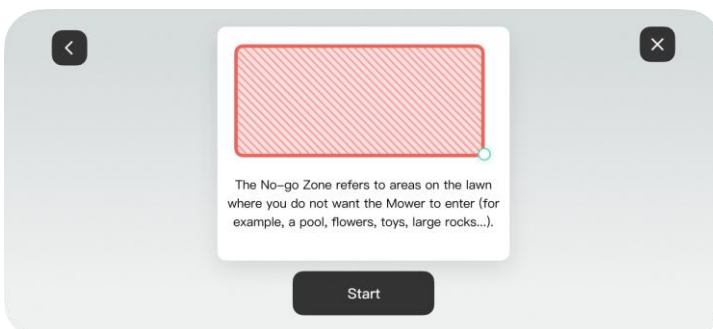 The No-go Zone refers to areas on the lawn
where you do not want the Mower to enter (for
example, a pool, flowers, toys, large rocks...).
Start